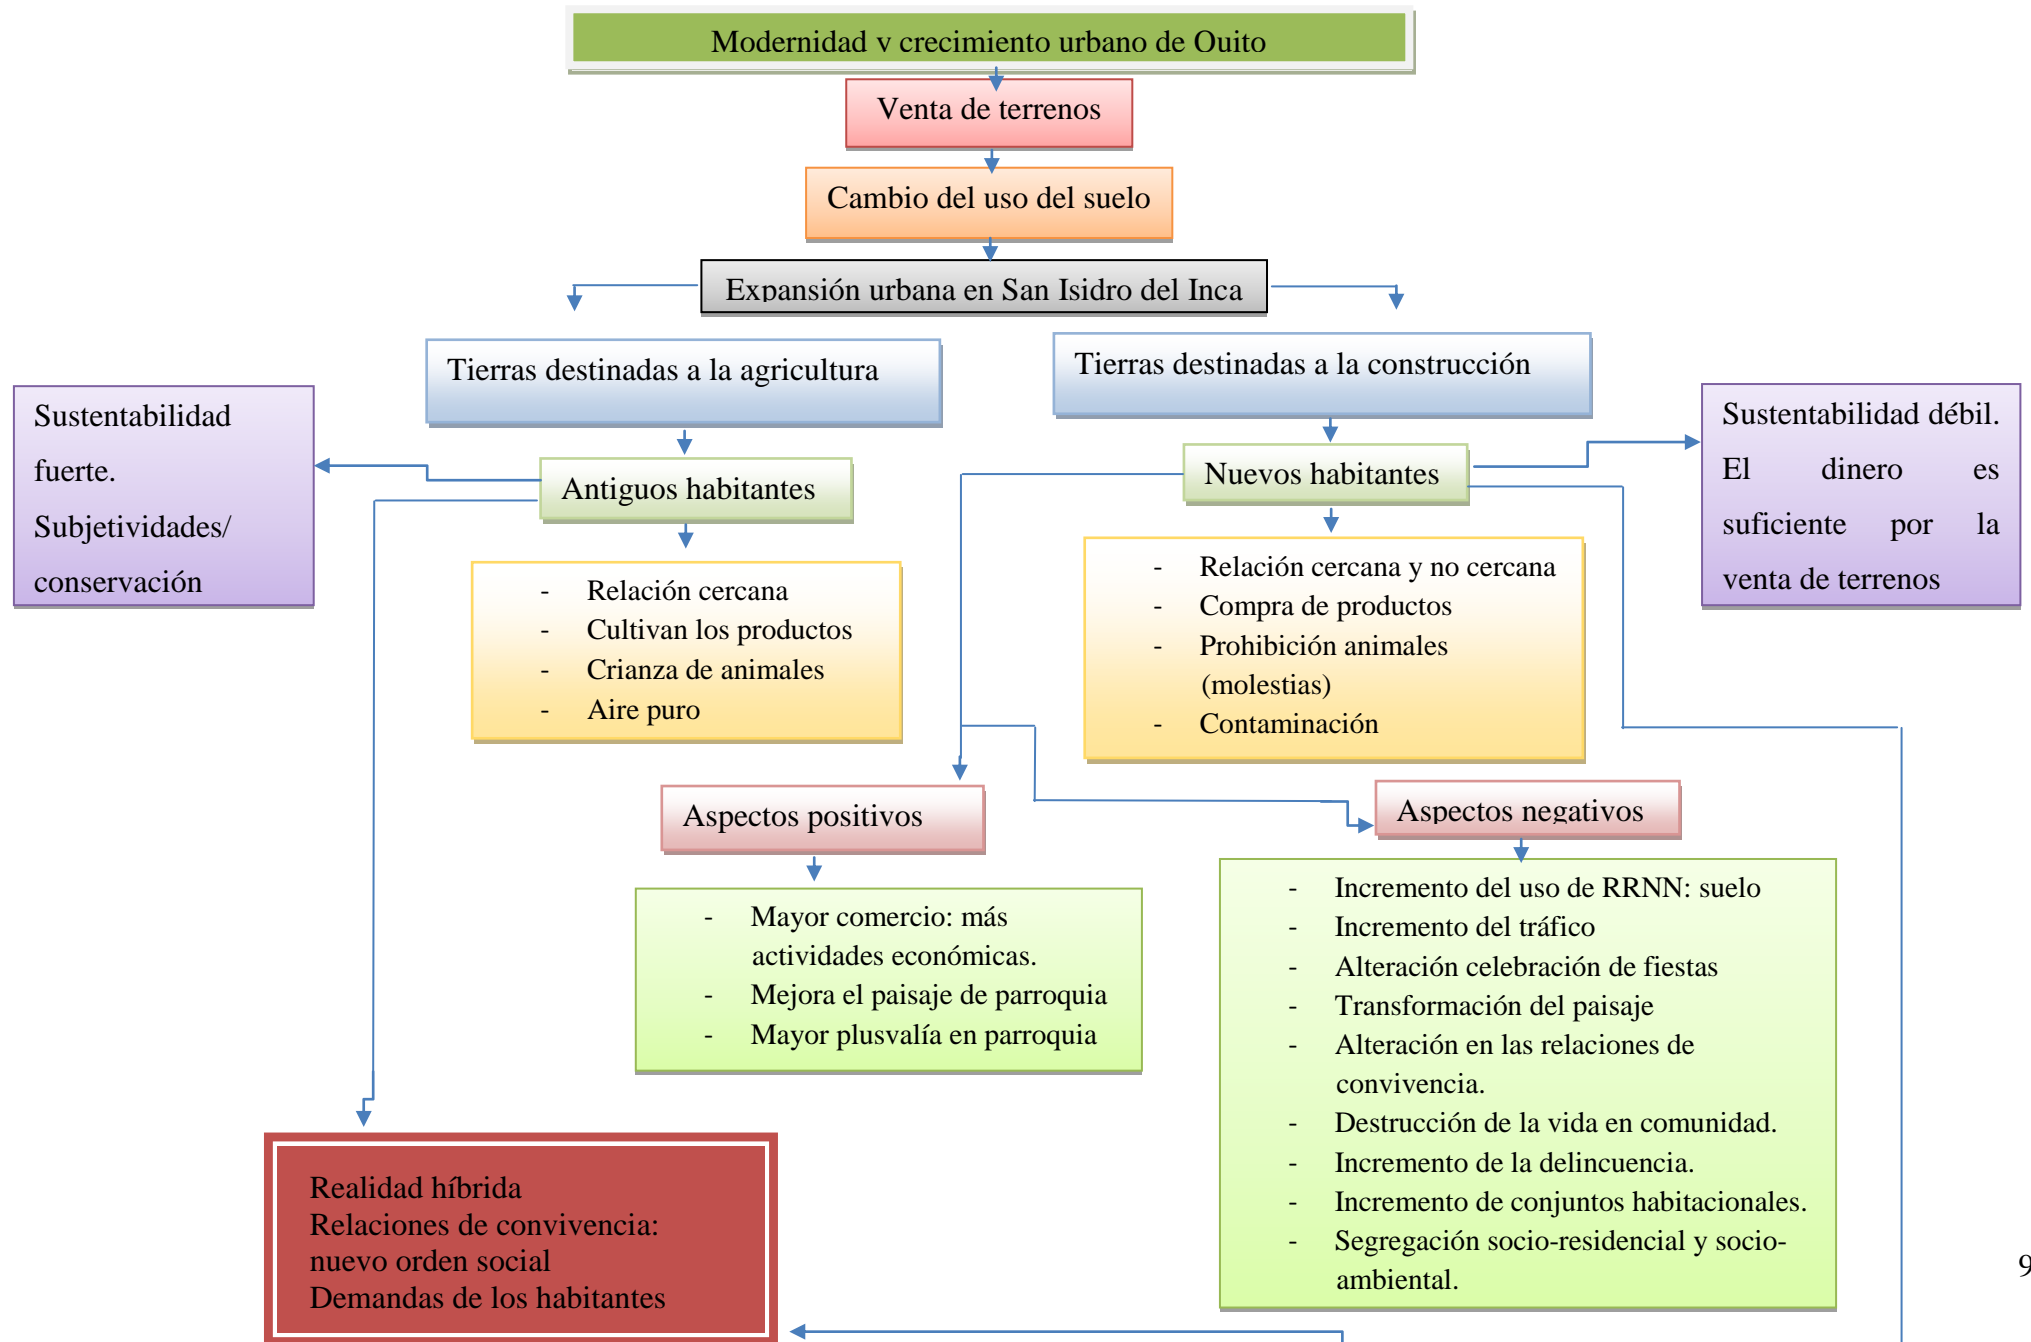 Modernidad y crecimiento urbano de Quito
Venta de terrenos
Cambio del uso del suelo
Expansión urbana en San Isidro del Inca
Tierras destinadas a la agricultura
Tierras destinadas a la construcción
Sustentabilidad
fuerte.
Subjetividades/
conservación
Antiguos habitantes
Nuevos habitantes
Sustentabilidad débil.
El dinero es
suficiente por la
venta de terrenos
- Relación cercana
- Cultivan los productos
- Crianza de animales
- Aire puro
- Relación cercana y no cercana
- Compra de productos
- Prohibición animales
(molestias)
- Contaminación
Aspectos positivos
Aspectos negativos
- Mayor comercio: más
actividades económicas.
- Mejora el paisaje de parroquia
- Mayor plusvalía en parroquia
- Incremento del uso de RRNN: suelo
- Incremento del tráfico
- Alteración celebración de fiestas
- Transformación del paisaje
- Alteración en las relaciones de
convivencia.
- Destrucción de la vida en comunidad.
- Incremento de la delincuencia.
- Incremento de conjuntos habitacionales.
- Segregación socio-residencial y socio-
ambiental.
Realidad híbrida
Relaciones de convivencia:
nuevo orden social
Demandas de los habitantes
9